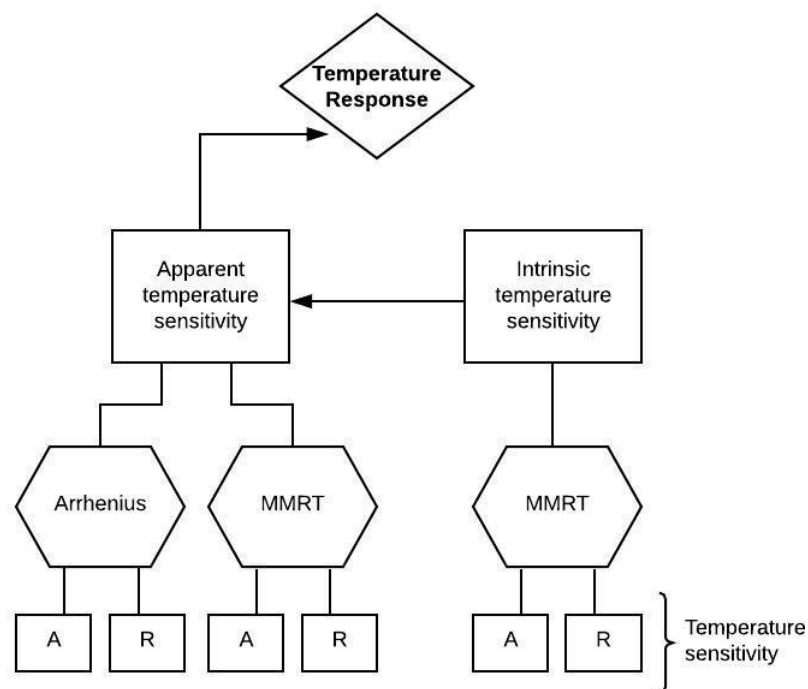 Temperature
Response
Apparent
temperature
sensitivity
Intrinsic
temperature
sensitivity
Arrhenius
MMRT
MMRT
A
R
A
R
A
R
Temperature
sensitivity